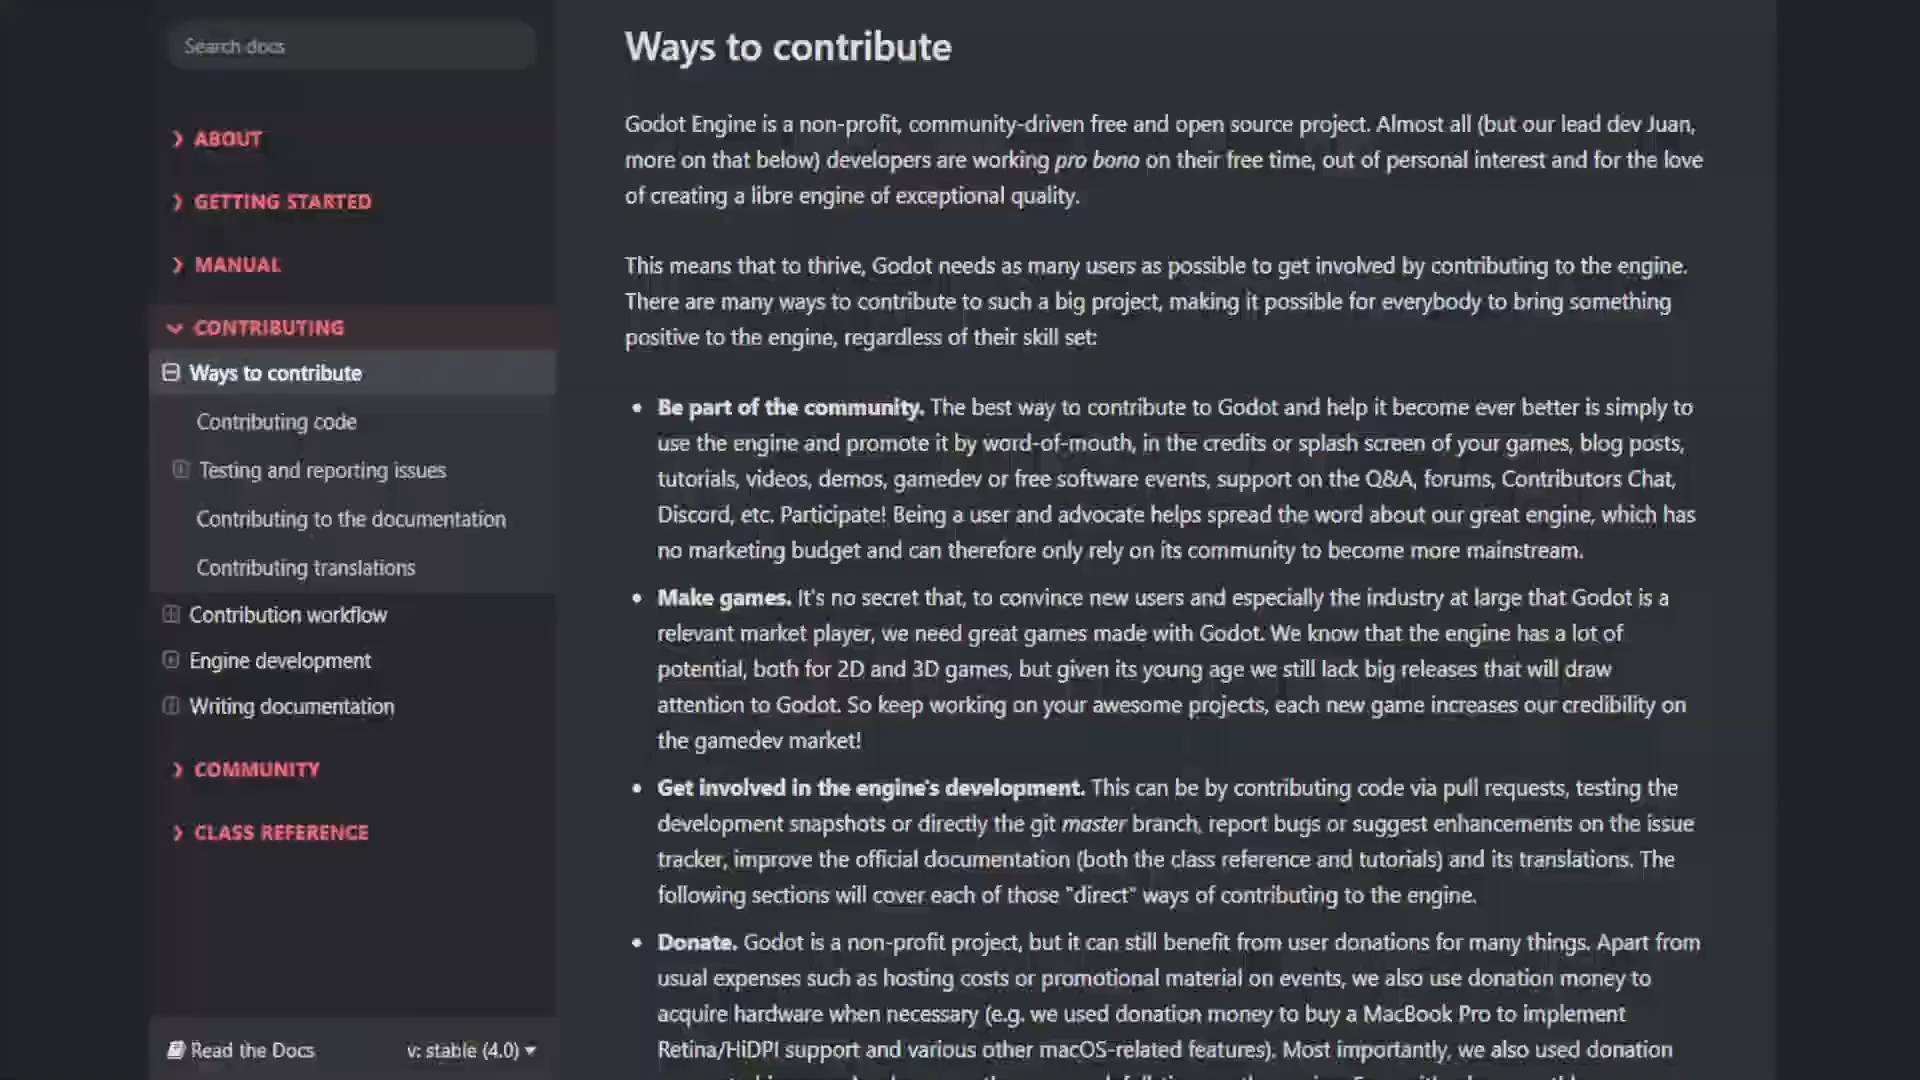 Search docs
ABOUT
GETTING STARTED
MANUAL
CONTRIBUTING
Ways to contribute
Contributing code
Testing and reporting issues
Contributing to the documentation
Contributing translations
Contribution workflow
Engine development
Writing documentation
COMMUNITY
CLASS REFERENCE
Read the Docs
v: stable (4.0)
Ways to contribute
Godot Engine is a non-profit, community-driven free and open source project. Almost all (but our lead dev Juan,
more on that below) developers are working pro bono on their free time, out of personal interest and for the love
of creating a libre engine of exceptional quality.
This means that to thrive, Godot needs as many users as possible to get involved by contributing to the engine.
There are many ways to contribute to such a big project, making it possible for everybody to bring something
positive to the engine, regardless of their skill set:
• Be part of the community. The best way to contribute to Godot and help it become ever better is simply to
use the engine and promote it by word-of-mouth, in the credits or splash screen of your games, blog posts,
tutorials, videos, demos, gamedev or free software events, support on the Q&A, forums, Contributors Chat,
Discord, etc. Participate! Being a user and advocate helps spread the word about our great engine, which has
no marketing budget and can therefore only rely on its community to become more mainstream.
• Make games. It's no secret that, to convince new users and especially the industry at large that Godot is a
relevant market player, we need great games made with Godot. We know that the engine has a lot of
potential, both for 2D and 3D games, but given its young age we still lack big releases that will draw
attention to Godot. So keep working on your awesome projects, each new game increases our credibility on
the gamedev market!
• Get involved in the engine's development. This can be by contributing code via pull requests, testing the
development snapshots or directly the git master branch, report bugs or suggest enhancements on the issue
tracker, improve the official documentation (both the class reference and tutorials) and its translations. The
following sections will cover each of those "direct" ways of contributing to the engine.
• Donate. Godot is a non-profit project, but it can still benefit from user donations for many things. Apart from
usual expenses such as hosting costs or promotional material on events, we also use donation money to
acquire hardware when necessary (e.g. we used donation money to buy a MacBook Pro to implement
Retina/HiDPI support and various other macOS-related features). Most importantly, we also used donation